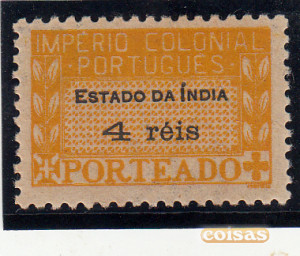 IMPÉRIO COLONIAL
PORTUGUÊS
ESTADO DA ÍNDIA
4 réis
PORTEADO
coisas